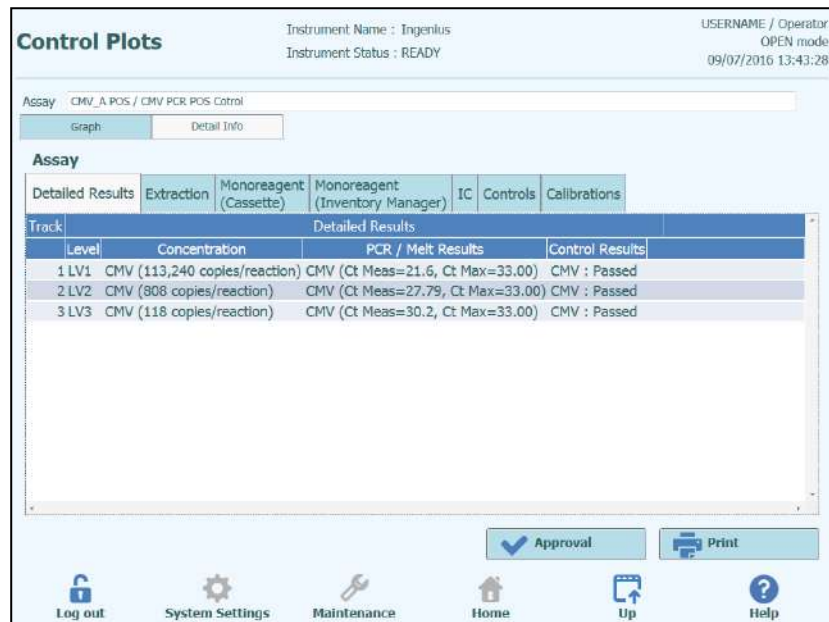 Control Plots
Instrument Name : Ingenius
Instrument Status : READY
USERNAME / Operator
OPEN mode
09/07/2016 13:43:28
Assay CMV_A POS / CMV PCR POS Cotrol
Graph Detail Info
Assay
Detailed Results Extraction Monoreagent (Cassette) Monoreagent (Inventory Manager) IC Controls Calibrations
Track Detailed Results
Level Concentration PCR / Melt Results Control Results
1 LV1 CMV (113,240 copies/reaction) CMV (Ct Meas=21.6, Ct Max=33.00) CMV : Passed
2 LV2 CMV (808 copies/reaction) CMV (Ct Meas=27.79, Ct Max=33.00) CMV : Passed
3 LV3 CMV (118 copies/reaction) CMV (Ct Meas=30.2, Ct Max=33.00) CMV : Passed
Approval Print
Log out System Settings Maintenance Home Up Help